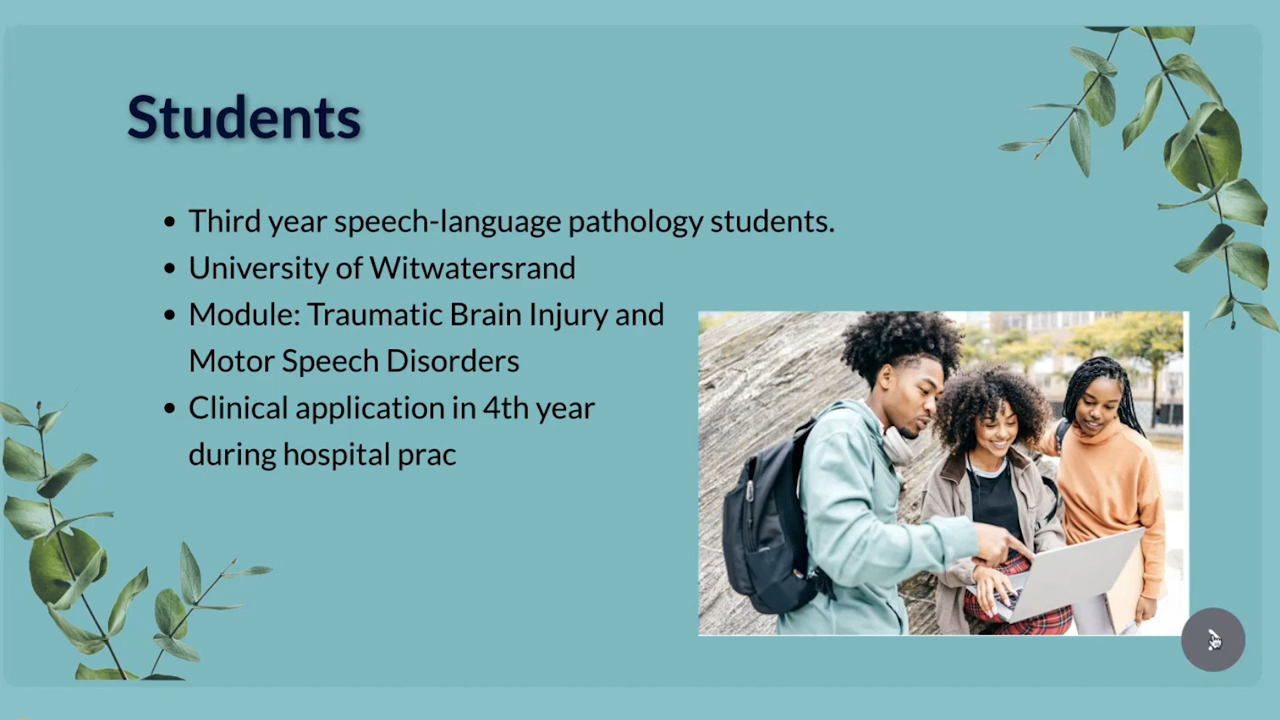 Students
• Third year speech-language pathology students.
• University of Witwatersrand
• Module: Traumatic Brain Injury and
Motor Speech Disorders
• Clinical application in 4th year
during hospital prac